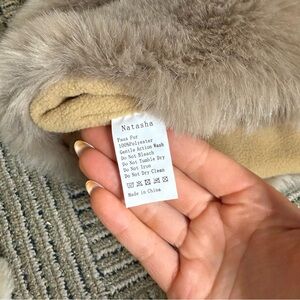 Natasha
Faux Fur
100%Polyester
Gentle Action Wash
Do Not Bleach
Do Not Tumble Dry
Do Not Iron
Do Not Dry Clean
Made in China